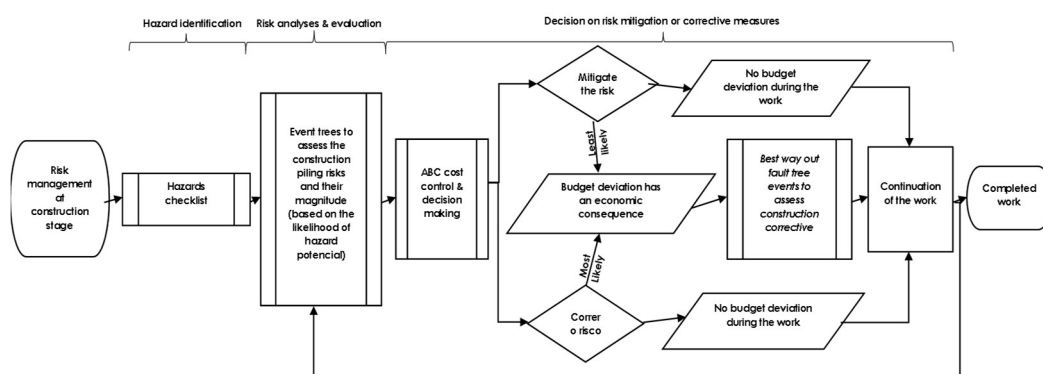 Hazard identification
Risk analyses & evaluation
Decision on risk mitigation or corrective measures
Risk
management
at
construction
stage
Hazards
checklist
Event trees to
assess the
construction
piling risks
and their
magnitude
(based on the
likelihood of
hazard
potencial)
ABC cost
control &
decision
making
Mitigate
the risk
No budget
deviation during the
work
Least
likely
Budget deviation has
an economic
consequence
Most
Likely
Correr
o risco
No budget deviation
during the work
Best way out
fault tree
events to
assess
construction
corrective
Continuation
of the work
Completed
work